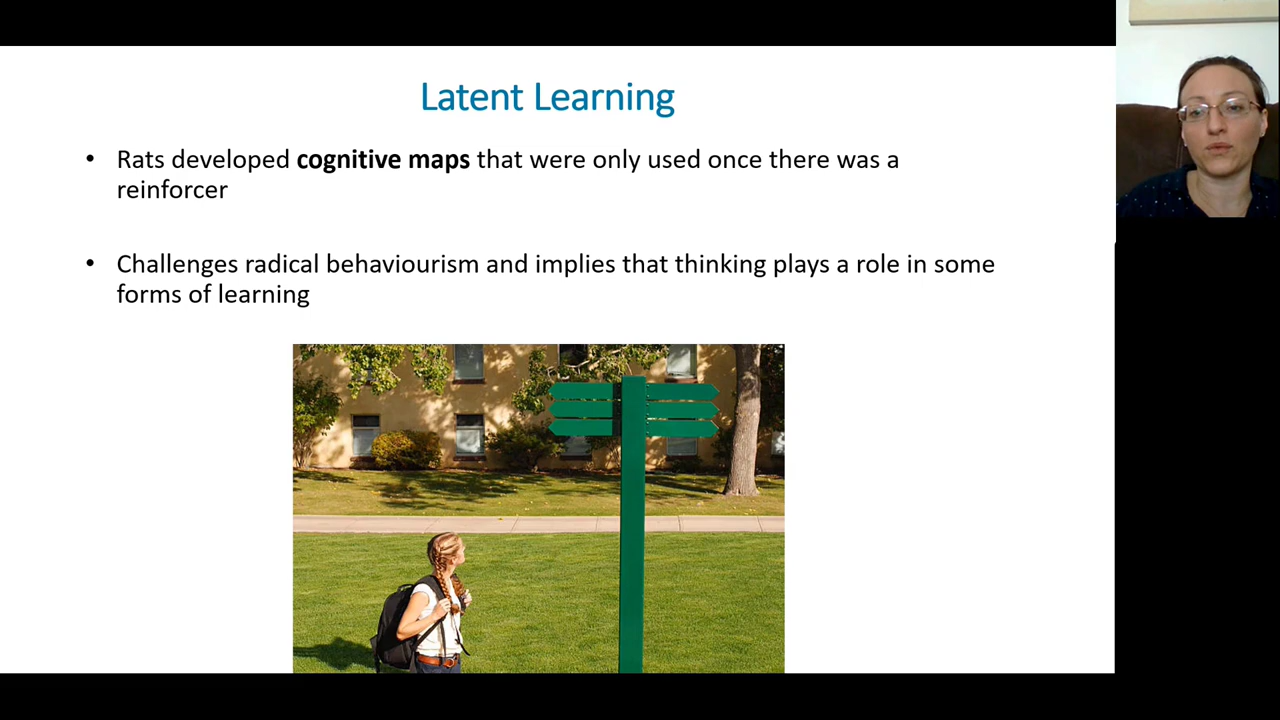 Latent Learning
• Rats developed cognitive maps that were only used once there was a
reinforcer
• Challenges radical behaviourism and implies that thinking plays a role in some
forms of learning